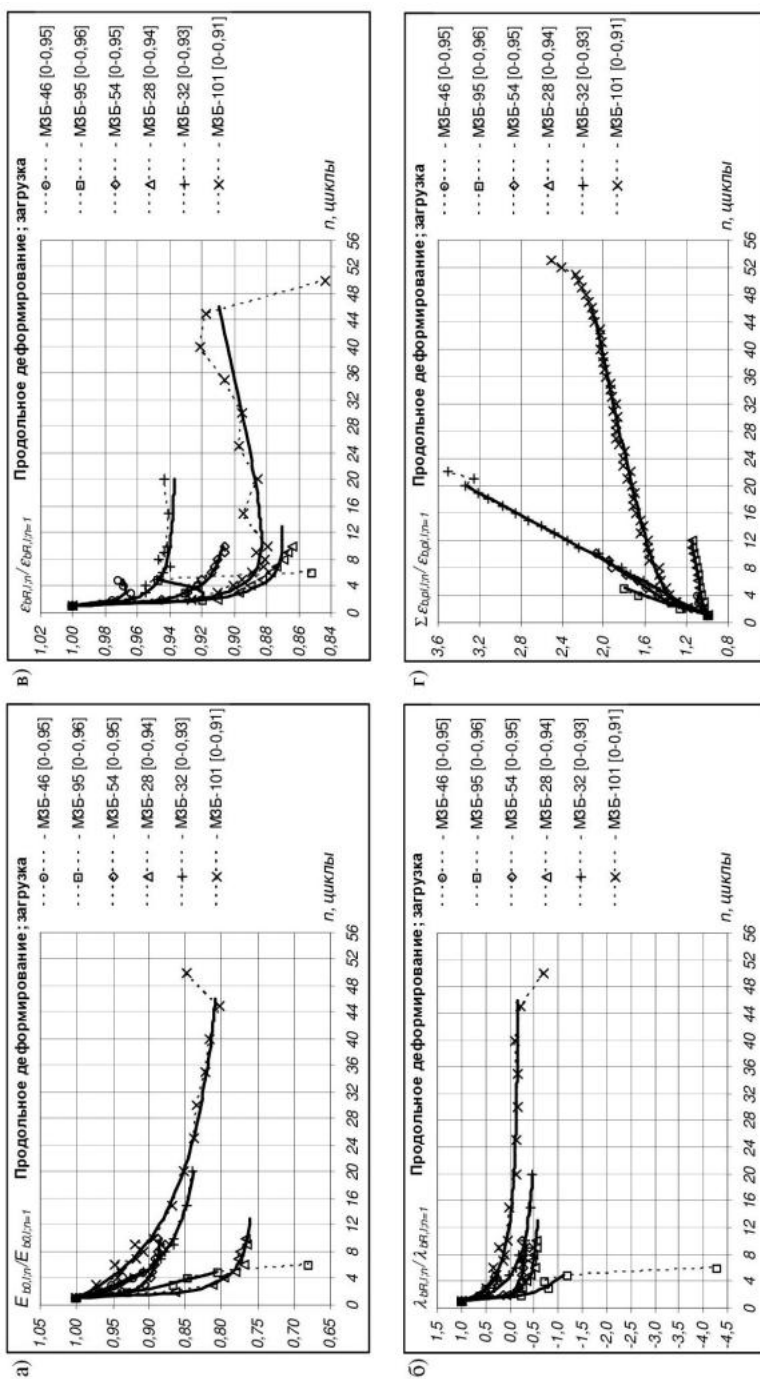 а)
E b0,l;n/E b0,l;n=1
Продольное деформирование; загрузка
1,05
1,00
0,95
0,90
0,85
0,80
0,75
0,70
0,65
0 4 8 12 16 20 24 28 32 36 40 44 48 52 56
n, циклы
- МЗБ-46 [0-0,95]
- МЗБ-95 [0-0,96]
- МЗБ-54 [0-0,95]
- МЗБ-28 [0-0,94]
- МЗБ-32 [0-0,93]
- МЗБ-101 [0-0,91]
в)
ε bR,l;n/ ε bR,l;n=1
Продольное деформирование; загрузка
1,02
1,00
0,98
0,96
0,94
0,92
0,90
0,88
0,86
0,84
0 4 8 12 16 20 24 28 32 36 40 44 48 52 56
n, циклы
- МЗБ-46 [0-0,95]
- МЗБ-95 [0-0,96]
- МЗБ-54 [0-0,95]
- МЗБ-28 [0-0,94]
- МЗБ-32 [0-0,93]
- МЗБ-101 [0-0,91]
б)
λ bR,l;n/ λ bR,l;n=1
Продольное деформирование; загрузка
1,5
1,0
0,5
0,0
-0,5
-1,0
-1,5
-2,0
-2,5
-3,0
-3,5
-4,0
-4,5
0 4 8 12 16 20 24 28 32 36 40 44 48 52 56
n, циклы
- МЗБ-46 [0-0,95]
- МЗБ-95 [0-0,96]
- МЗБ-54 [0-0,95]
- МЗБ-28 [0-0,94]
- МЗБ-32 [0-0,93]
- МЗБ-101 [0-0,91]
г)
Σ ε b,pl,l;n/ ε b,pl,l;n=1
Продольное деформирование; загрузка
3,6
3,2
2,8
2,4
2,0
1,6
1,2
0,8
0 4 8 12 16 20 24 28 32 36 40 44 48 52 56
n, циклы
- МЗБ-46 [0-0,95]
- МЗБ-95 [0-0,96]
- МЗБ-54 [0-0,95]
- МЗБ-28 [0-0,94]
- МЗБ-32 [0-0,93]
- МЗБ-101 [0-0,91]